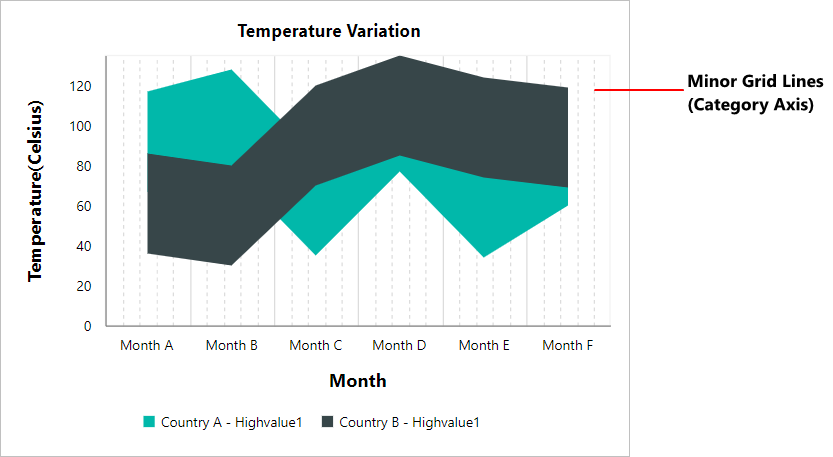 Temperature Variation
Minor Grid Lines
(Category Axis)
Temperature(Celsius)
120
100
80
60
40
20
0
Month A Month B Month C Month D Month E Month F
Month
Country A - Highvalue1 Country B - Highvalue1